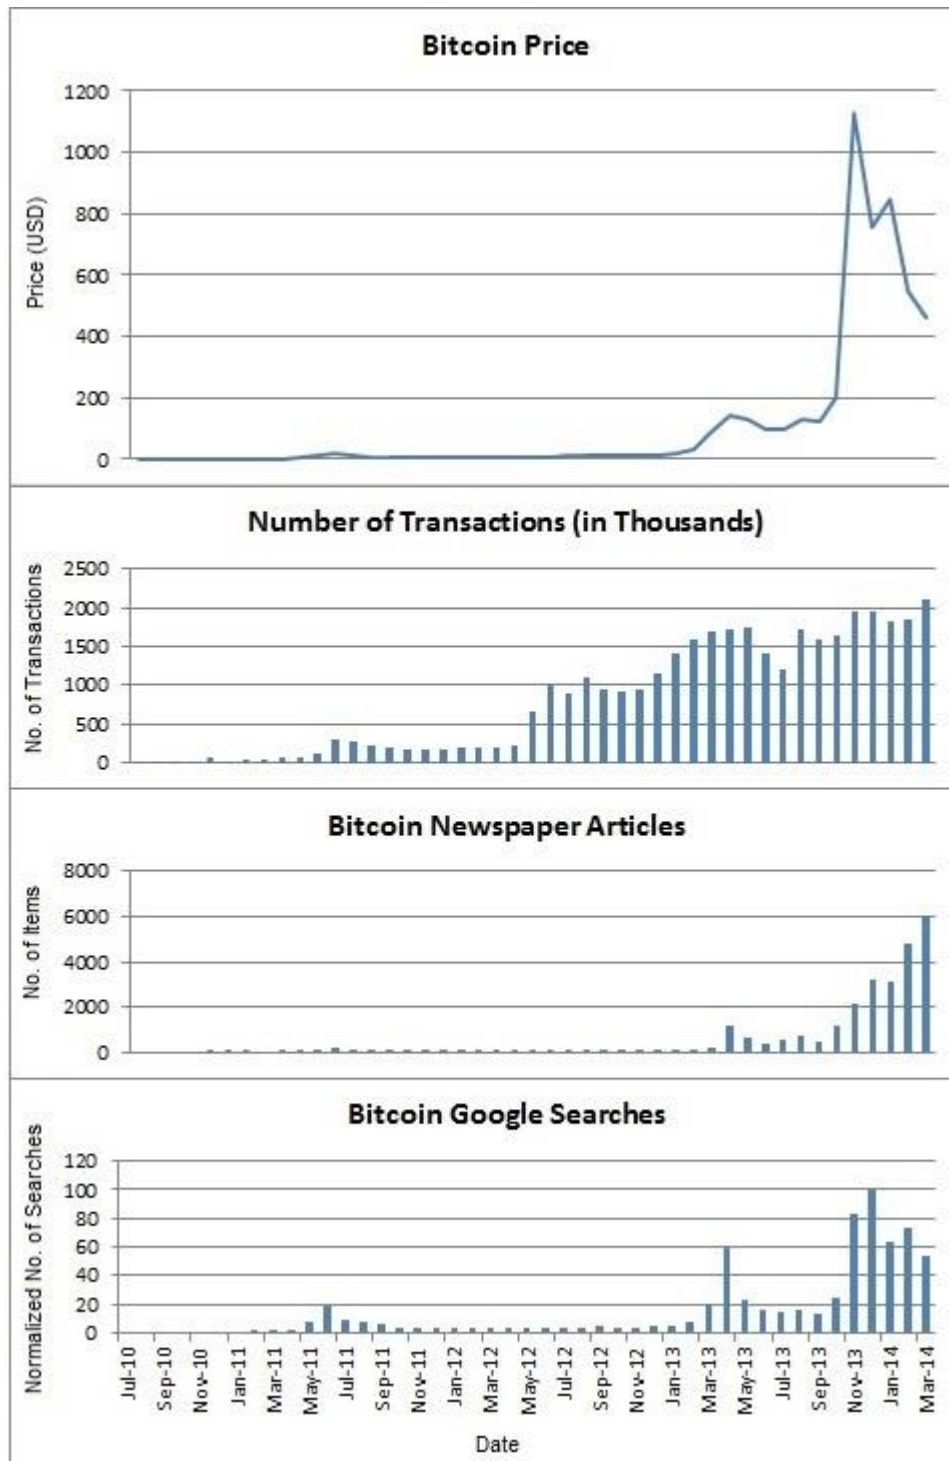 Bitcoin Price
1200
1000
800
600
400
200
0
Price (USD)
Number of Transactions (in Thousands)
2500
2000
1500
1000
500
0
No. of Transactions
Bitcoin Newspaper Articles
8000
6000
4000
2000
0
No. of Items
Bitcoin Google Searches
120
100
80
60
40
20
0
Normalized No. of Searches
Jul-10
Sep-10
Nov-10
Jan-11
Mar-11
May-11
Jul-11
Sep-11
Nov-11
Jan-12
Mar-12
May-12
Jul-12
Sep-12
Nov-12
Jan-13
Mar-13
May-13
Jul-13
Sep-13
Nov-13
Jan-14
Mar-14
Date